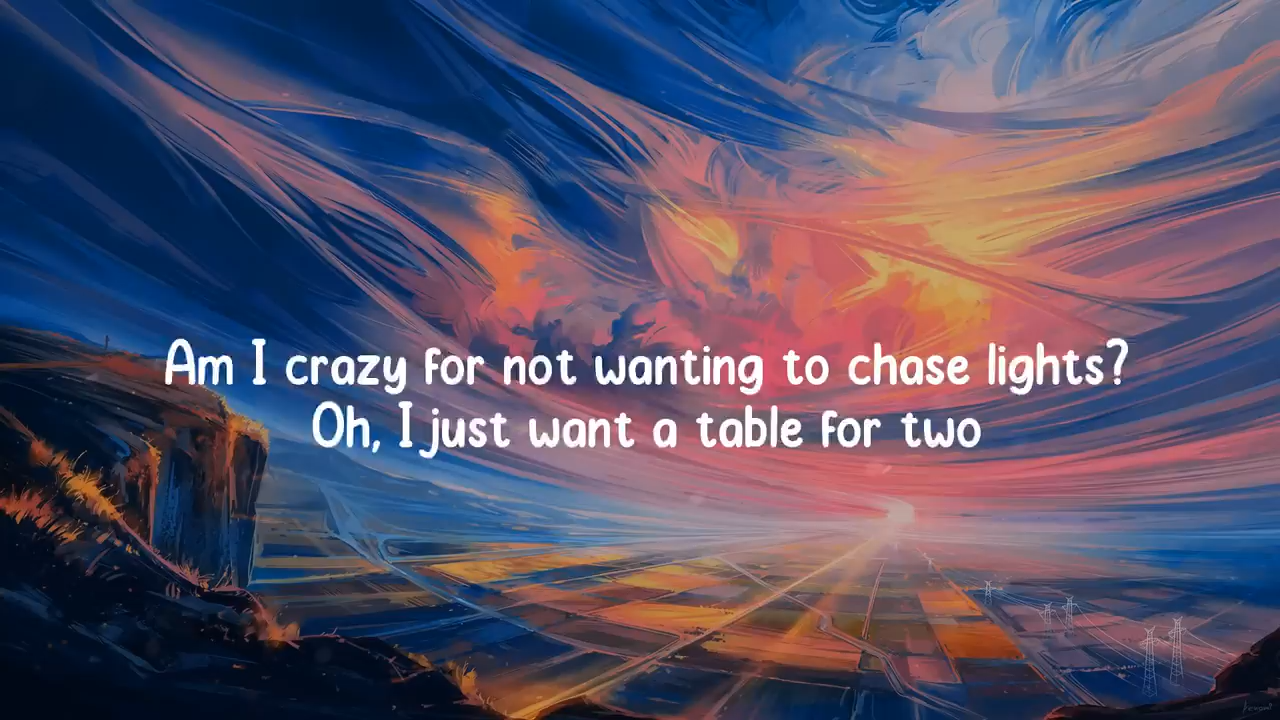 Am I crazy for not wanting to chase lights?
Oh, I just want a table for two